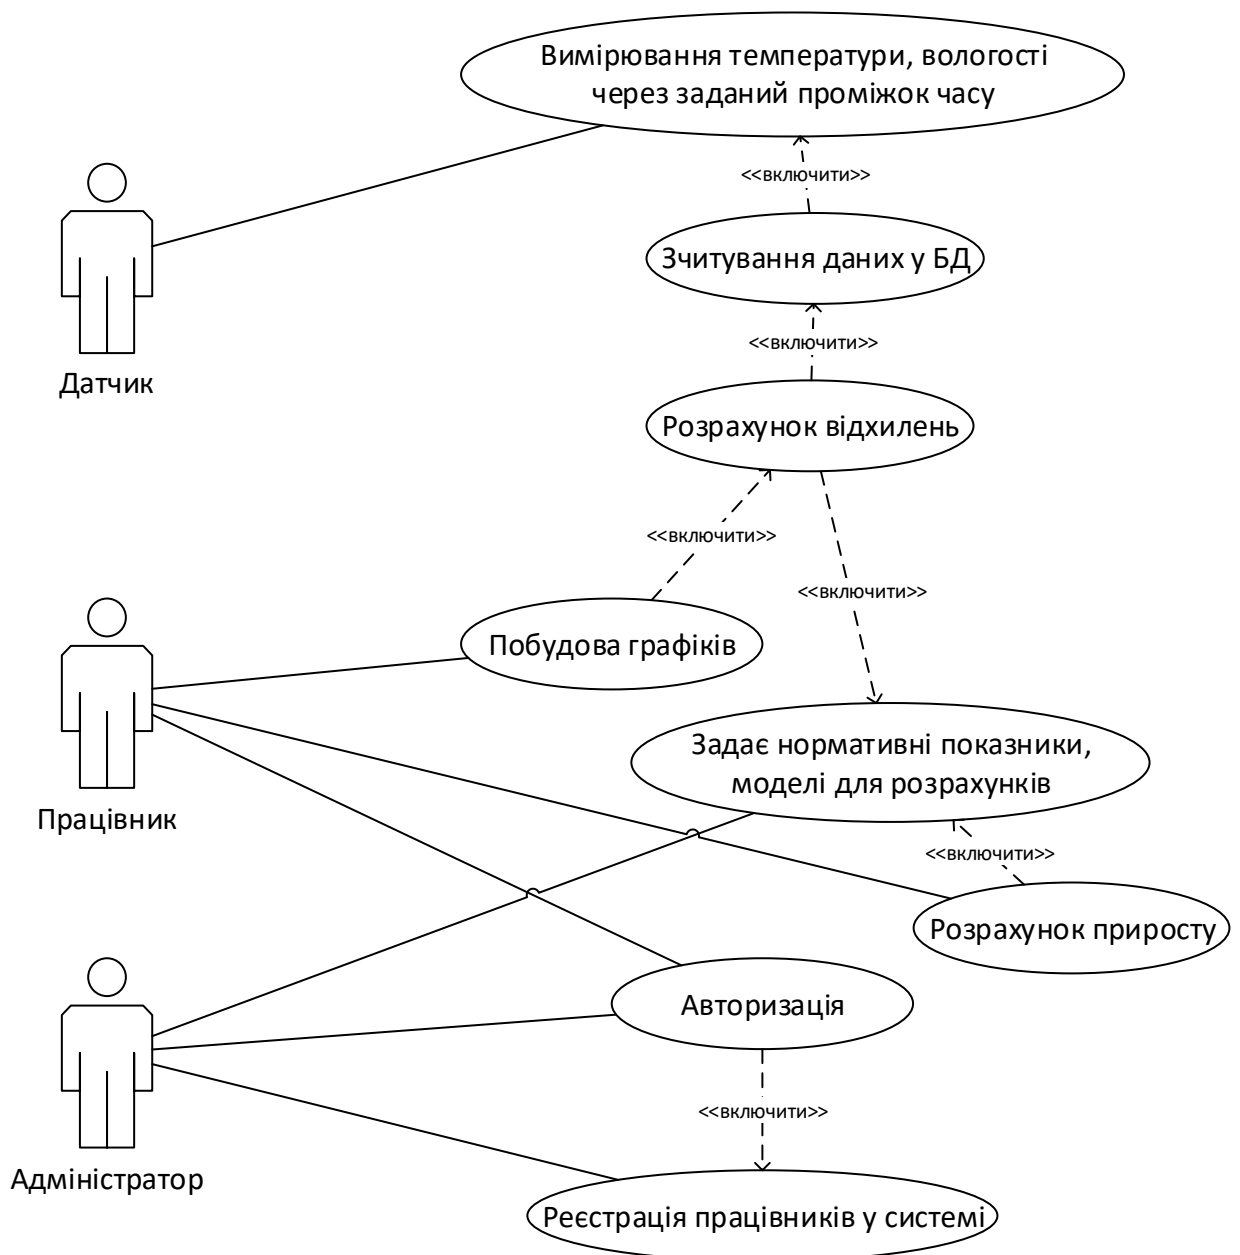 Вимірювання температури, вологості
через заданий проміжок часу
<<включити>>
Зчитування даних у БД
<<включити>>
Датчик
Розрахунок відхилень
<<включити>>
<<включити>>
Побудова графіків
Задає нормативні показники,
моделі для розрахунків
Працівник
<<включити>>
Розрахунок приросту
Авторизація
<<включити>>
Адміністратор
Реєстрація працівників у системі